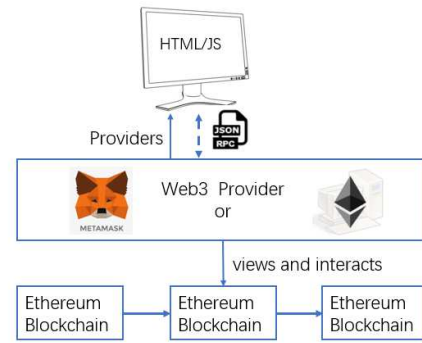 HTML/JS
Providers
JSON
RPC
Web3 Provider
or
METAMASK
views and interacts
Ethereum
Blockchain
Ethereum
Blockchain
Ethereum
Blockchain